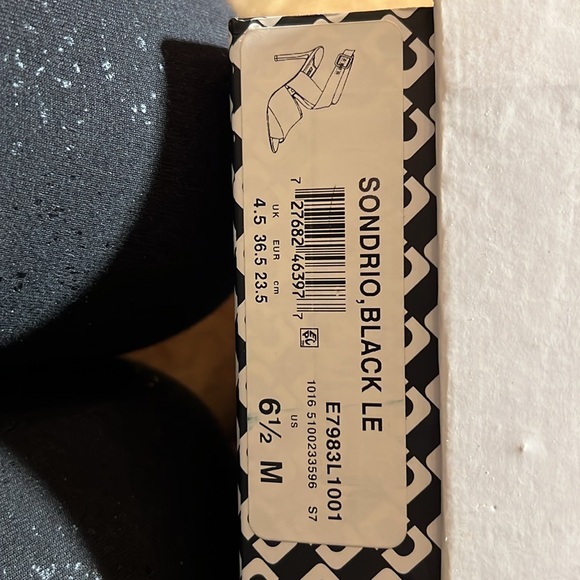 SONDRIO,BLACK LE
7 27682 46397 7
UK EUR cm
4.5 36.5 23.5
E7983L1001
1016 5100233596 S7
US
6½ M